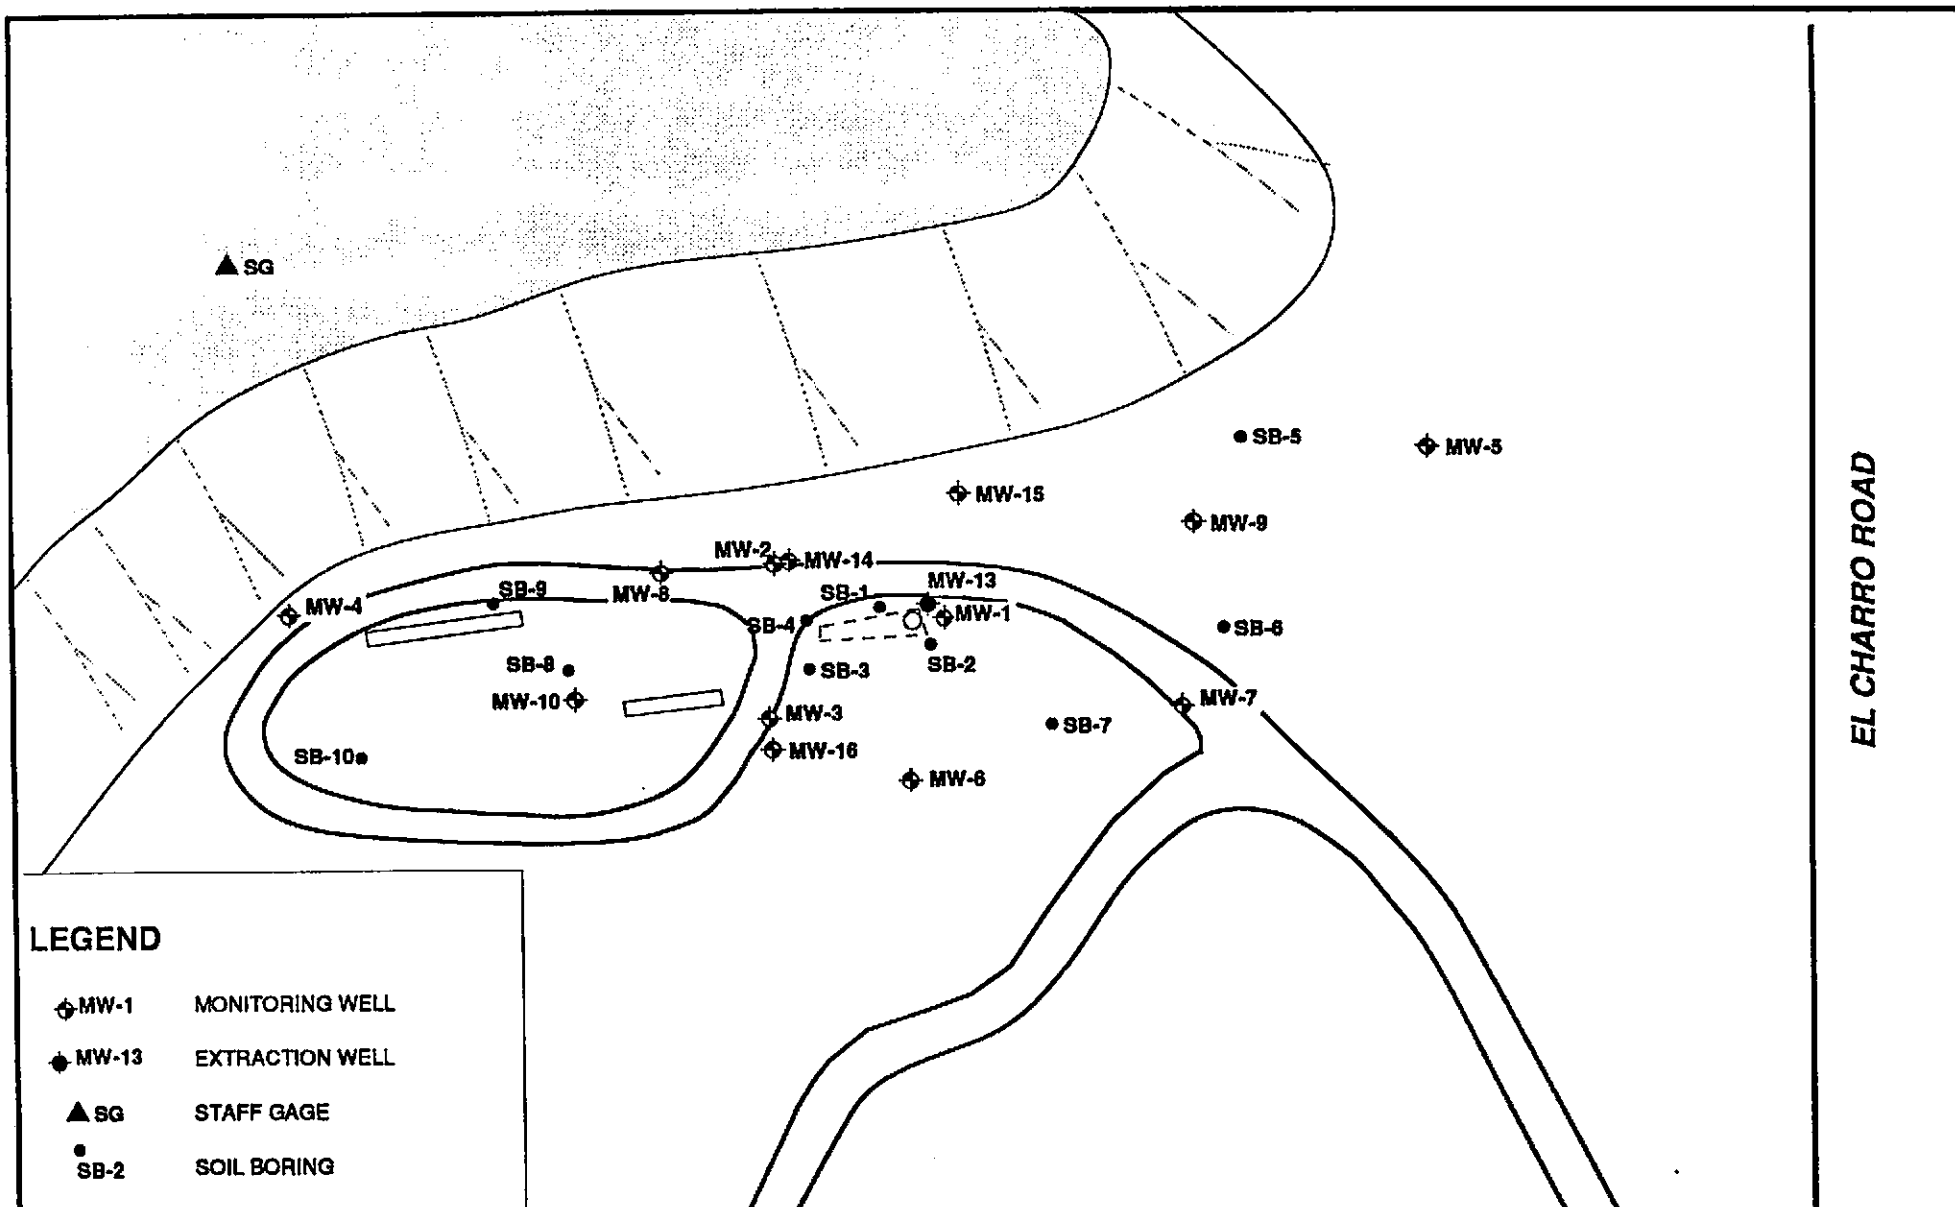 SG
SB-5
MW-5
MW-15
MW-9
MW-2
MW-14
MW-13
SB-9
MW-8
SB-1
MW-4
MW-1
SB-4
SB-6
SB-8
SB-3
SB-2
MW-10
MW-7
MW-3
SB-7
MW-16
SB-10
MW-6
EL CHARRO ROAD
LEGEND
MW-1 MONITORING WELL
MW-13 EXTRACTION WELL
SG STAFF GAGE
SB-2 SOIL BORING